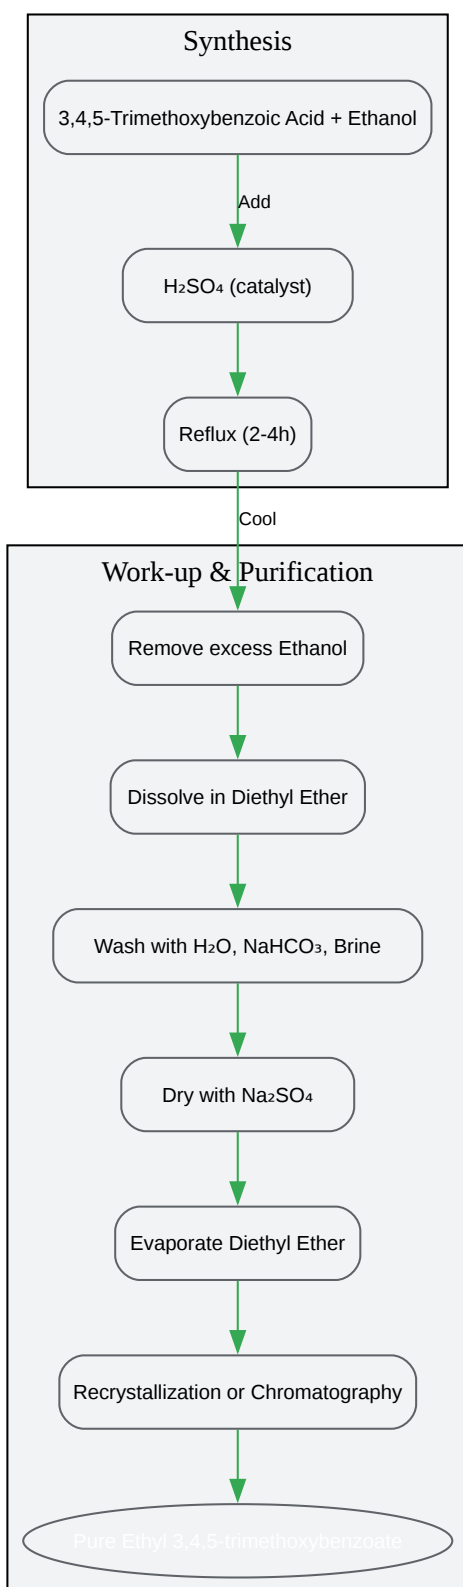 Synthesis
3,4,5-Trimethoxybenzoic Acid + Ethanol
Add
H₂SO₄ (catalyst)
Reflux (2-4h)
Cool
Work-up & Purification
Remove excess Ethanol
Dissolve in Diethyl Ether
Wash with H₂O, NaHCO₃, Brine
Dry with Na₂SO₄
Evaporate Diethyl Ether
Recrystallization or Chromatography
Pure Ethyl 3,4,5-trimethoxybenzoate